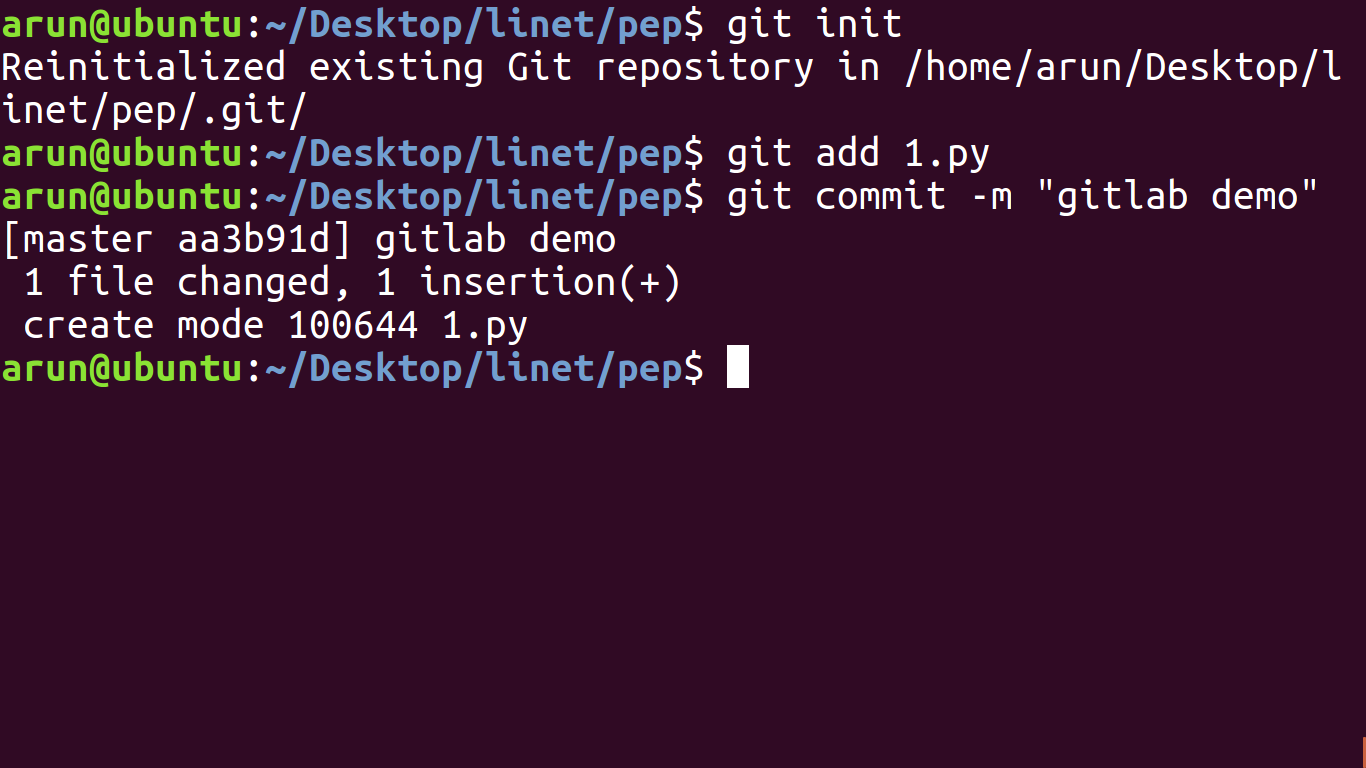 arun@ubuntu:~/Desktop/linet/pep$ git init
Reinitialized existing Git repository in /home/arun/Desktop/l
inet/pep/.git/
arun@ubuntu:~/Desktop/linet/pep$ git add 1.py
arun@ubuntu:~/Desktop/linet/pep$ git commit -m "gitlab demo"
[master aa3b91d] gitlab demo
 1 file changed, 1 insertion(+)
 create mode 100644 1.py
arun@ubuntu:~/Desktop/linet/pep$